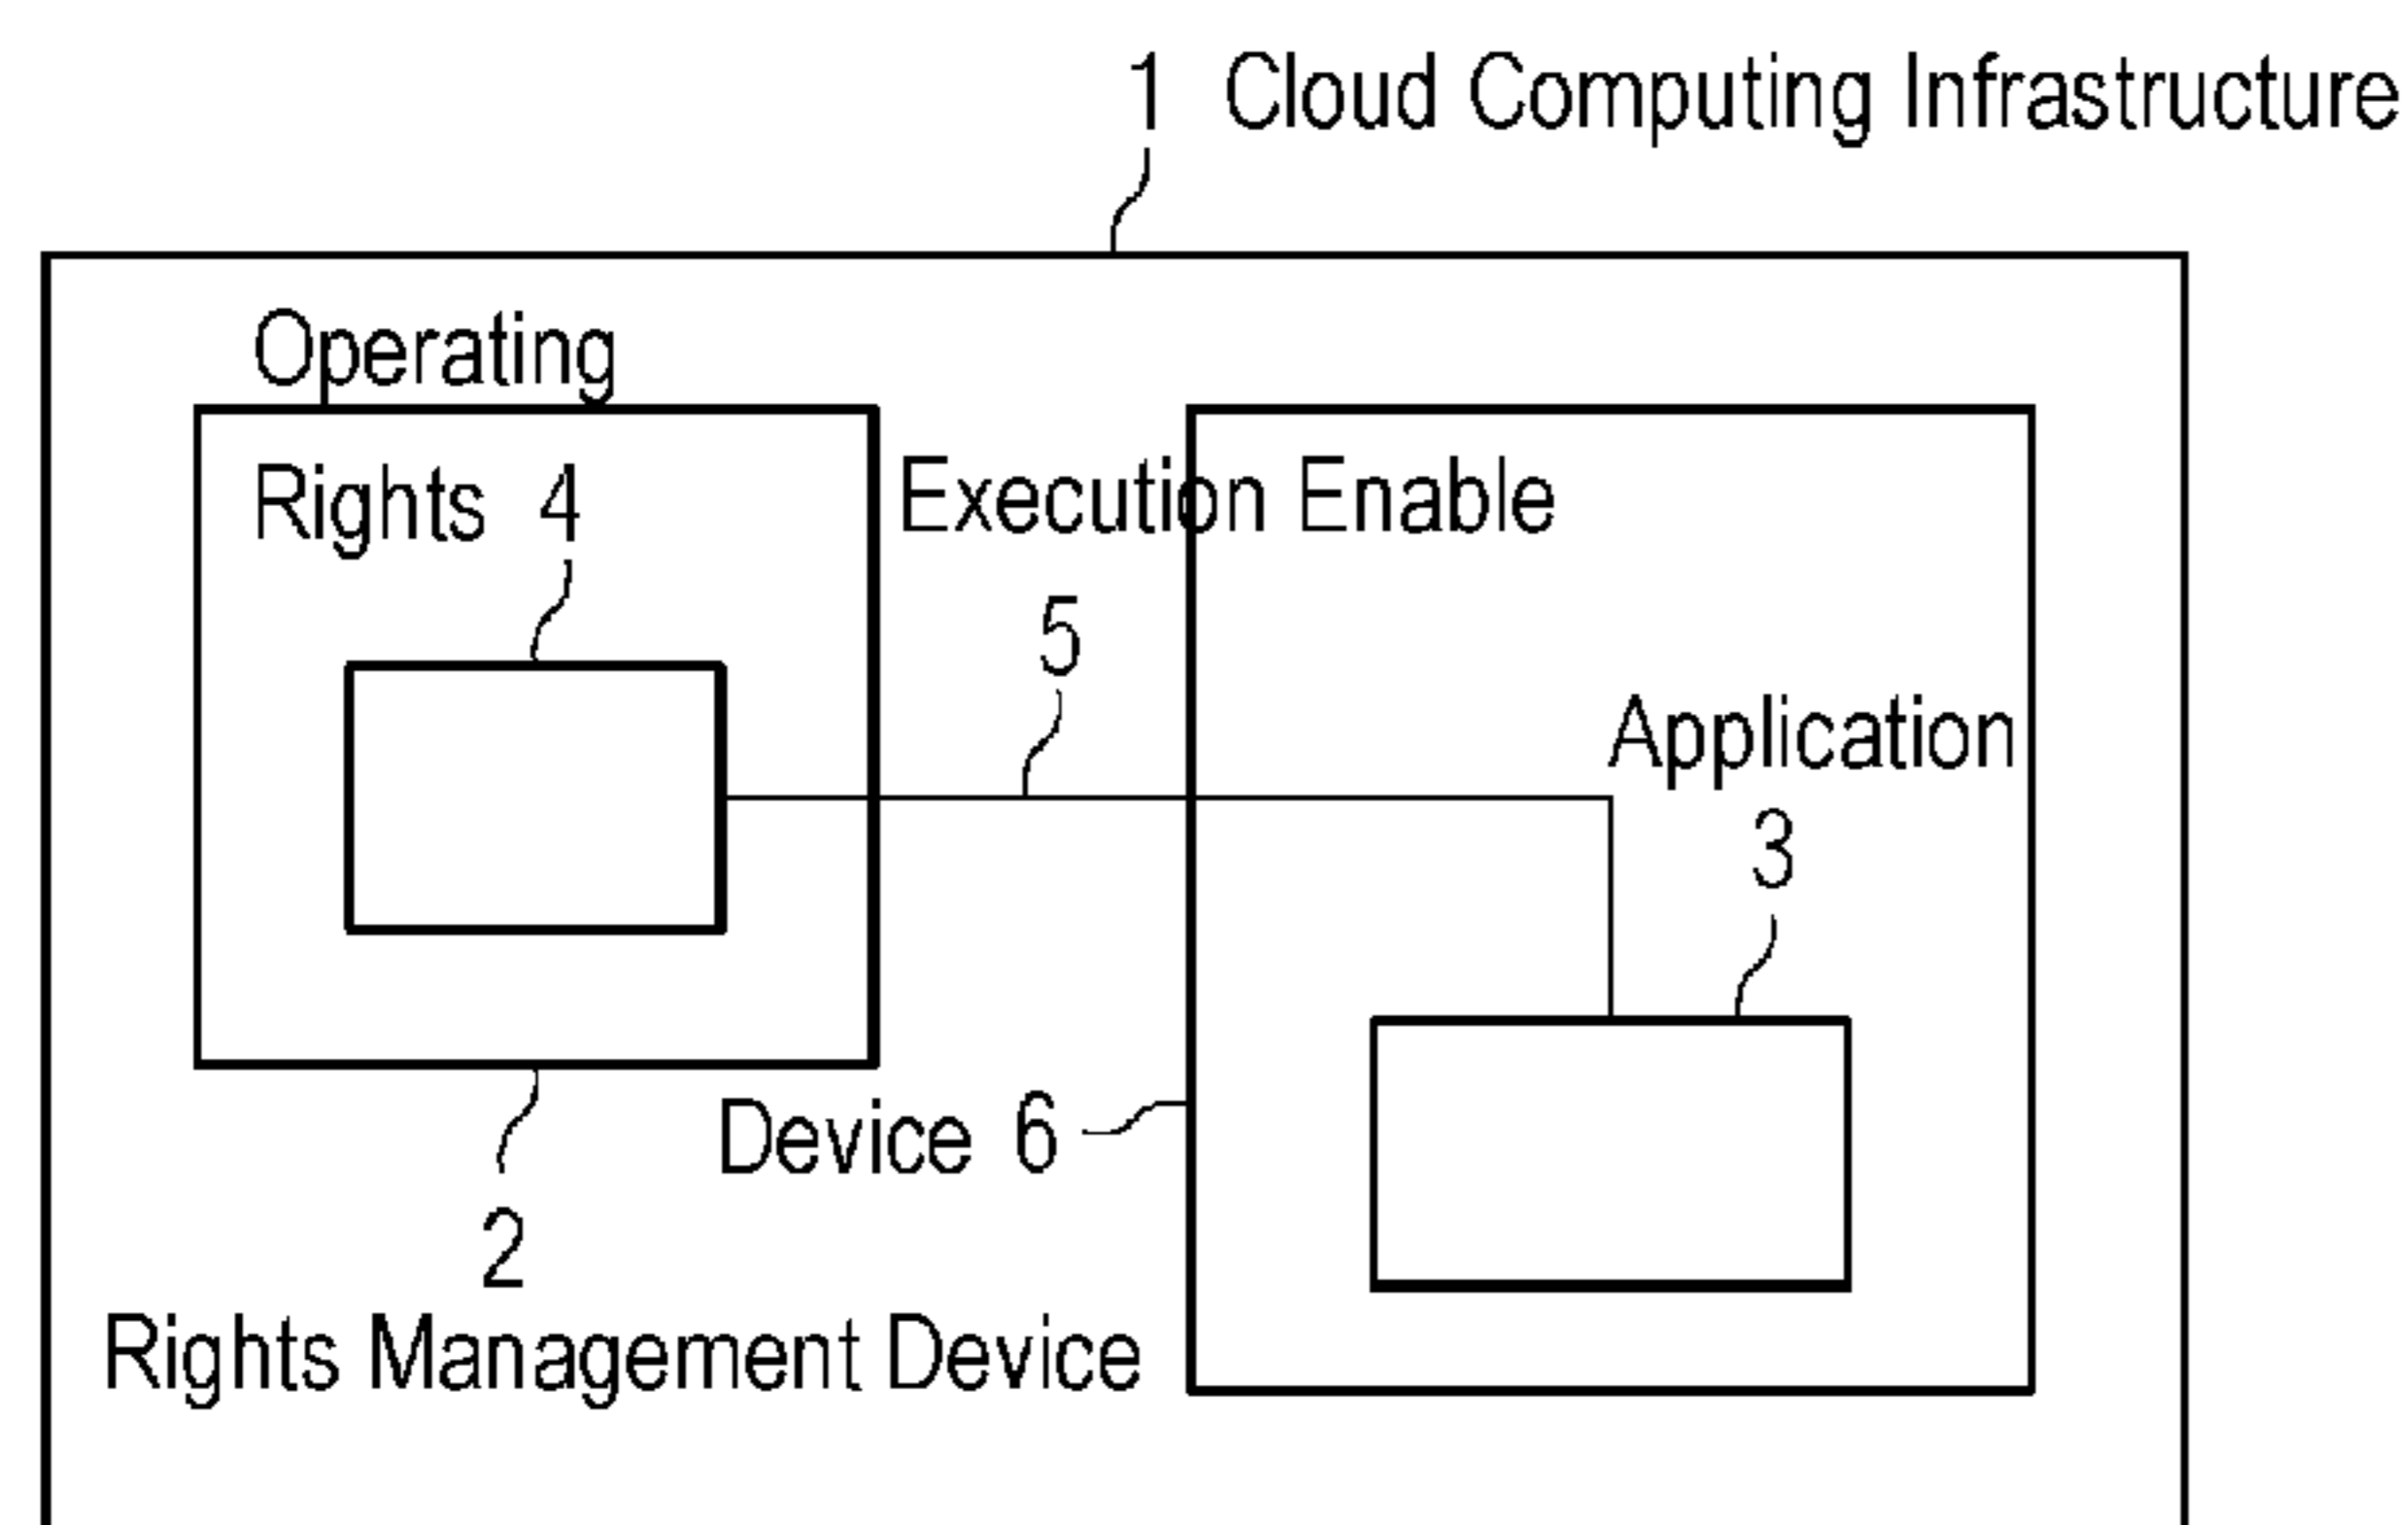 1 Cloud Computing Infrastructure
Operating
Rights 4
Execution Enable
5
Application
3
Device 6
2
Rights Management Device